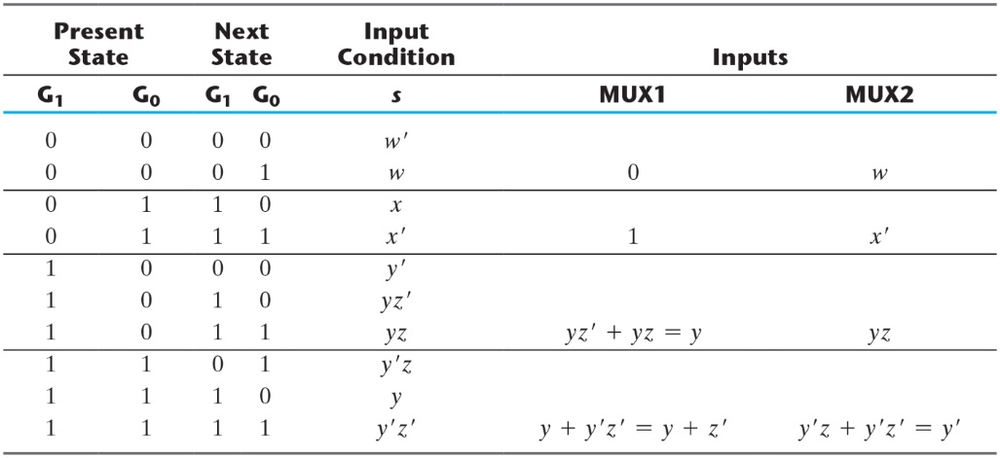 Present State Next State Input Condition Inputs
G₁ G₀ G₁ G₀ s MUX1 MUX2
0 0 0 0 w′
0 0 0 1 w 0 w
0 1 1 0 x
0 1 1 1 x′ 1 x′
1 0 0 0 y′
1 0 1 0 yz′
1 0 1 1 yz yz′ + yz = y yz
1 1 0 1 y′z
1 1 1 0 y
1 1 1 1 y′z′ y + y′z′ = y + z′ y′z + y′z′ = y′